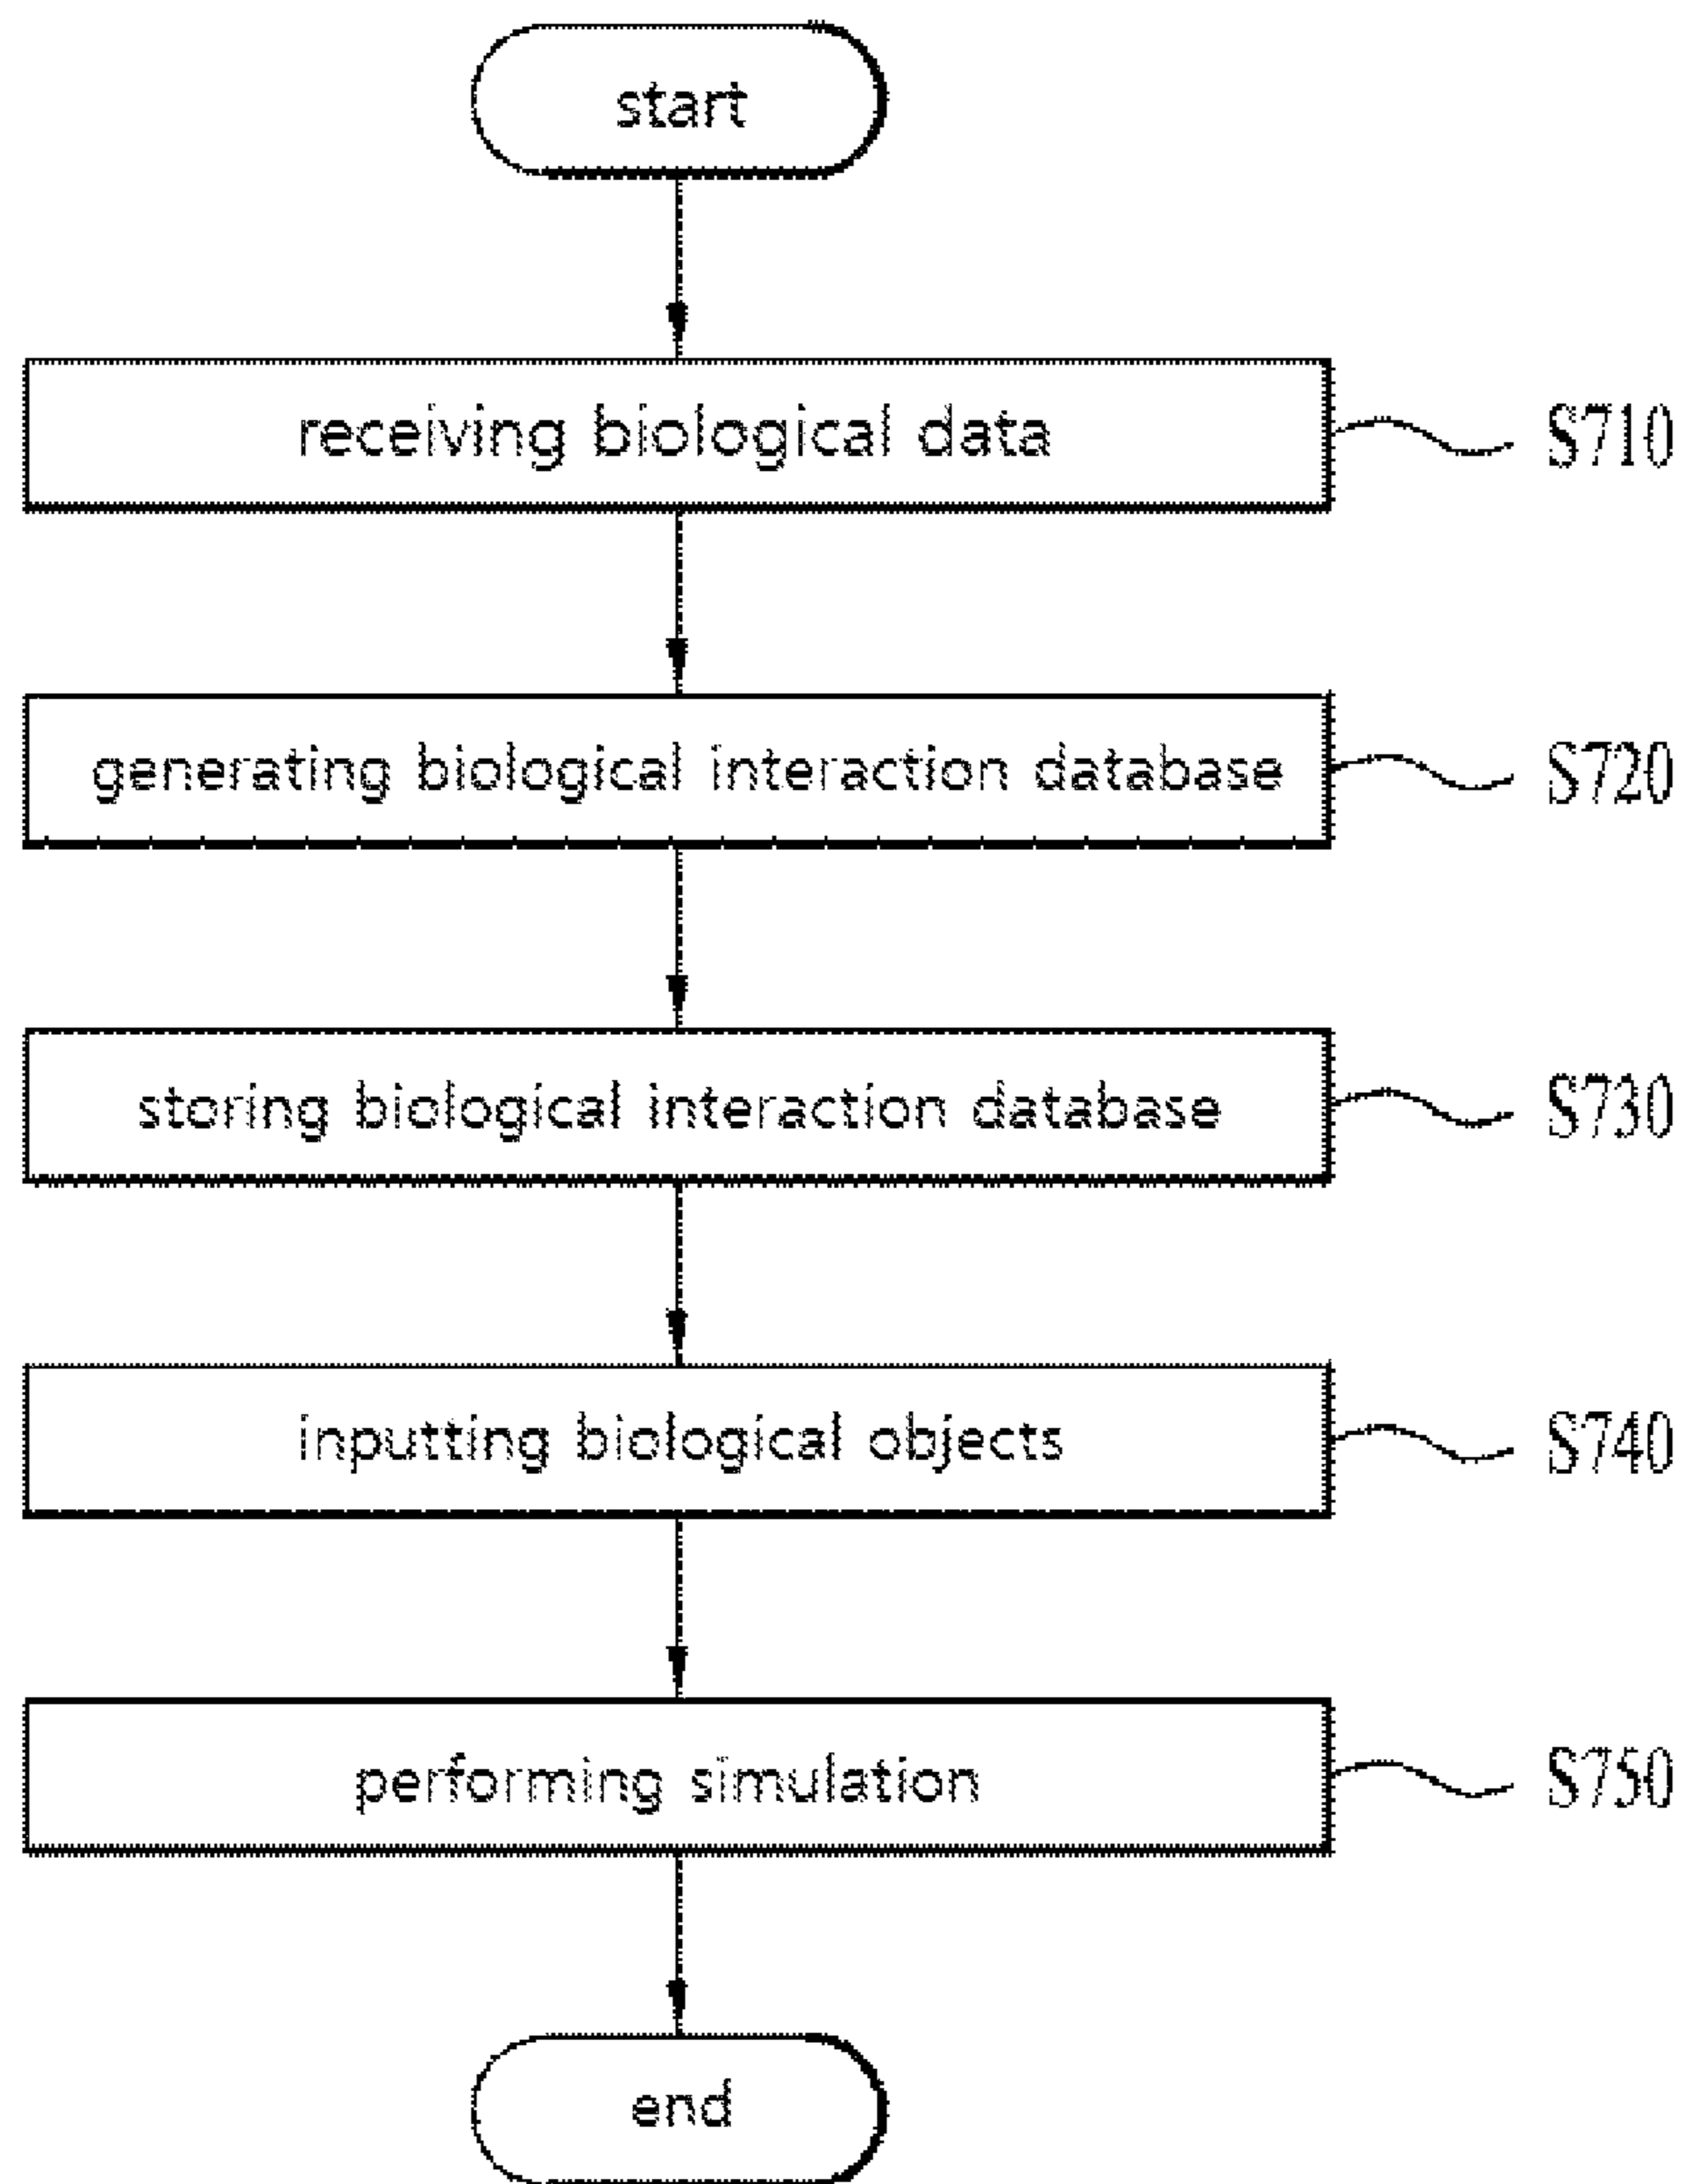 start
receiving biological data S710
generating biological interaction database S720
storing biological interaction database S730
inputting biological objects S740
performing simulation S750
end